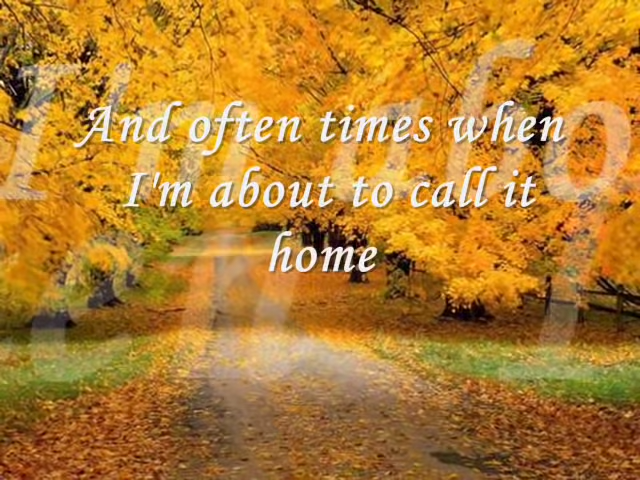 And often times when
I'm about to call it
home